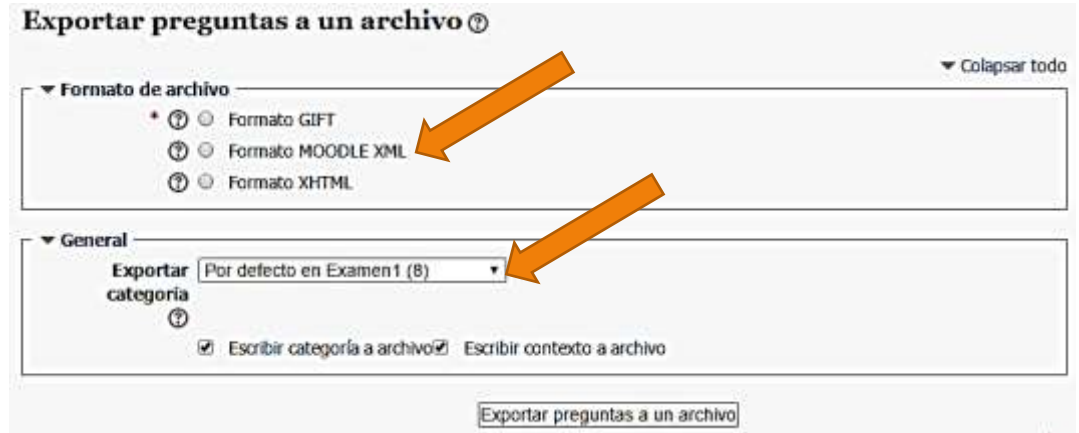 Exportar preguntas a un archivo
Colapsar todo
Formato de archivo
* Formato GIFT
Formato MOODLE XML
Formato XHTML
General
Exportar categoría Por defecto en Examen1 (8)
Escribir categoría a archivo Escribir contexto a archivo
Exportar preguntas a un archivo